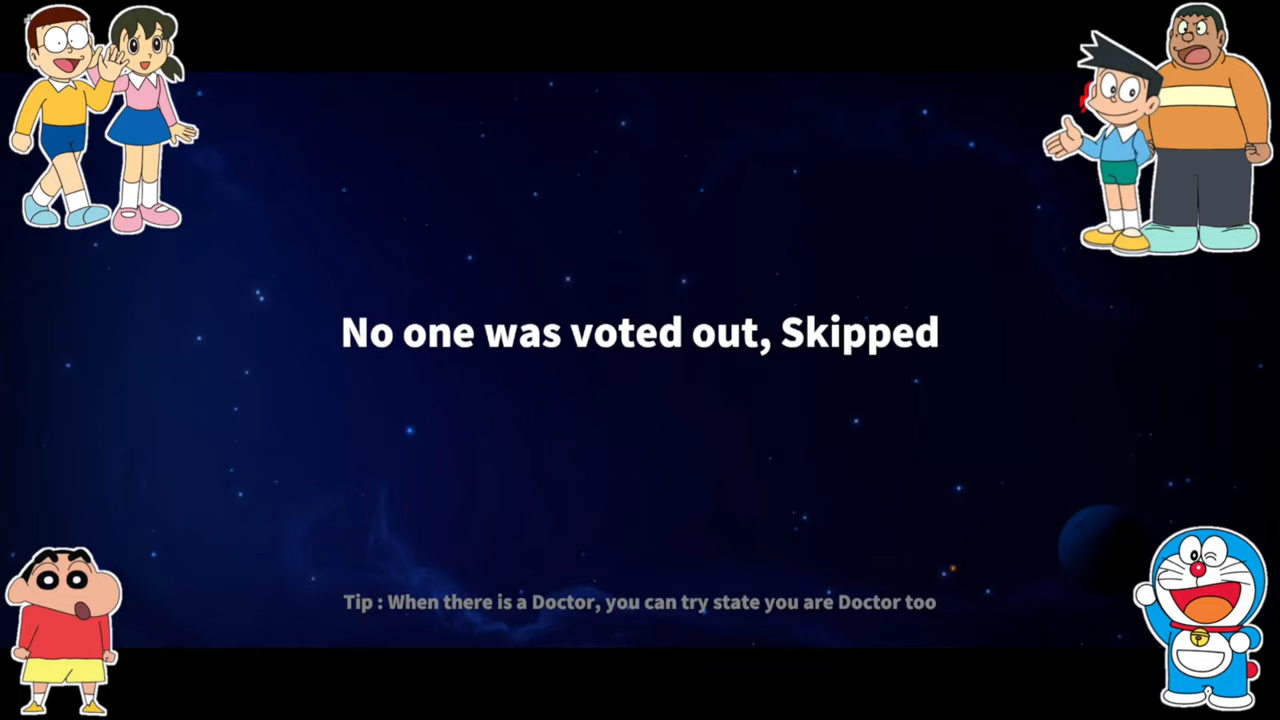 No one was voted out, Skipped
Tip : When there is a Doctor, you can try state you are Doctor too